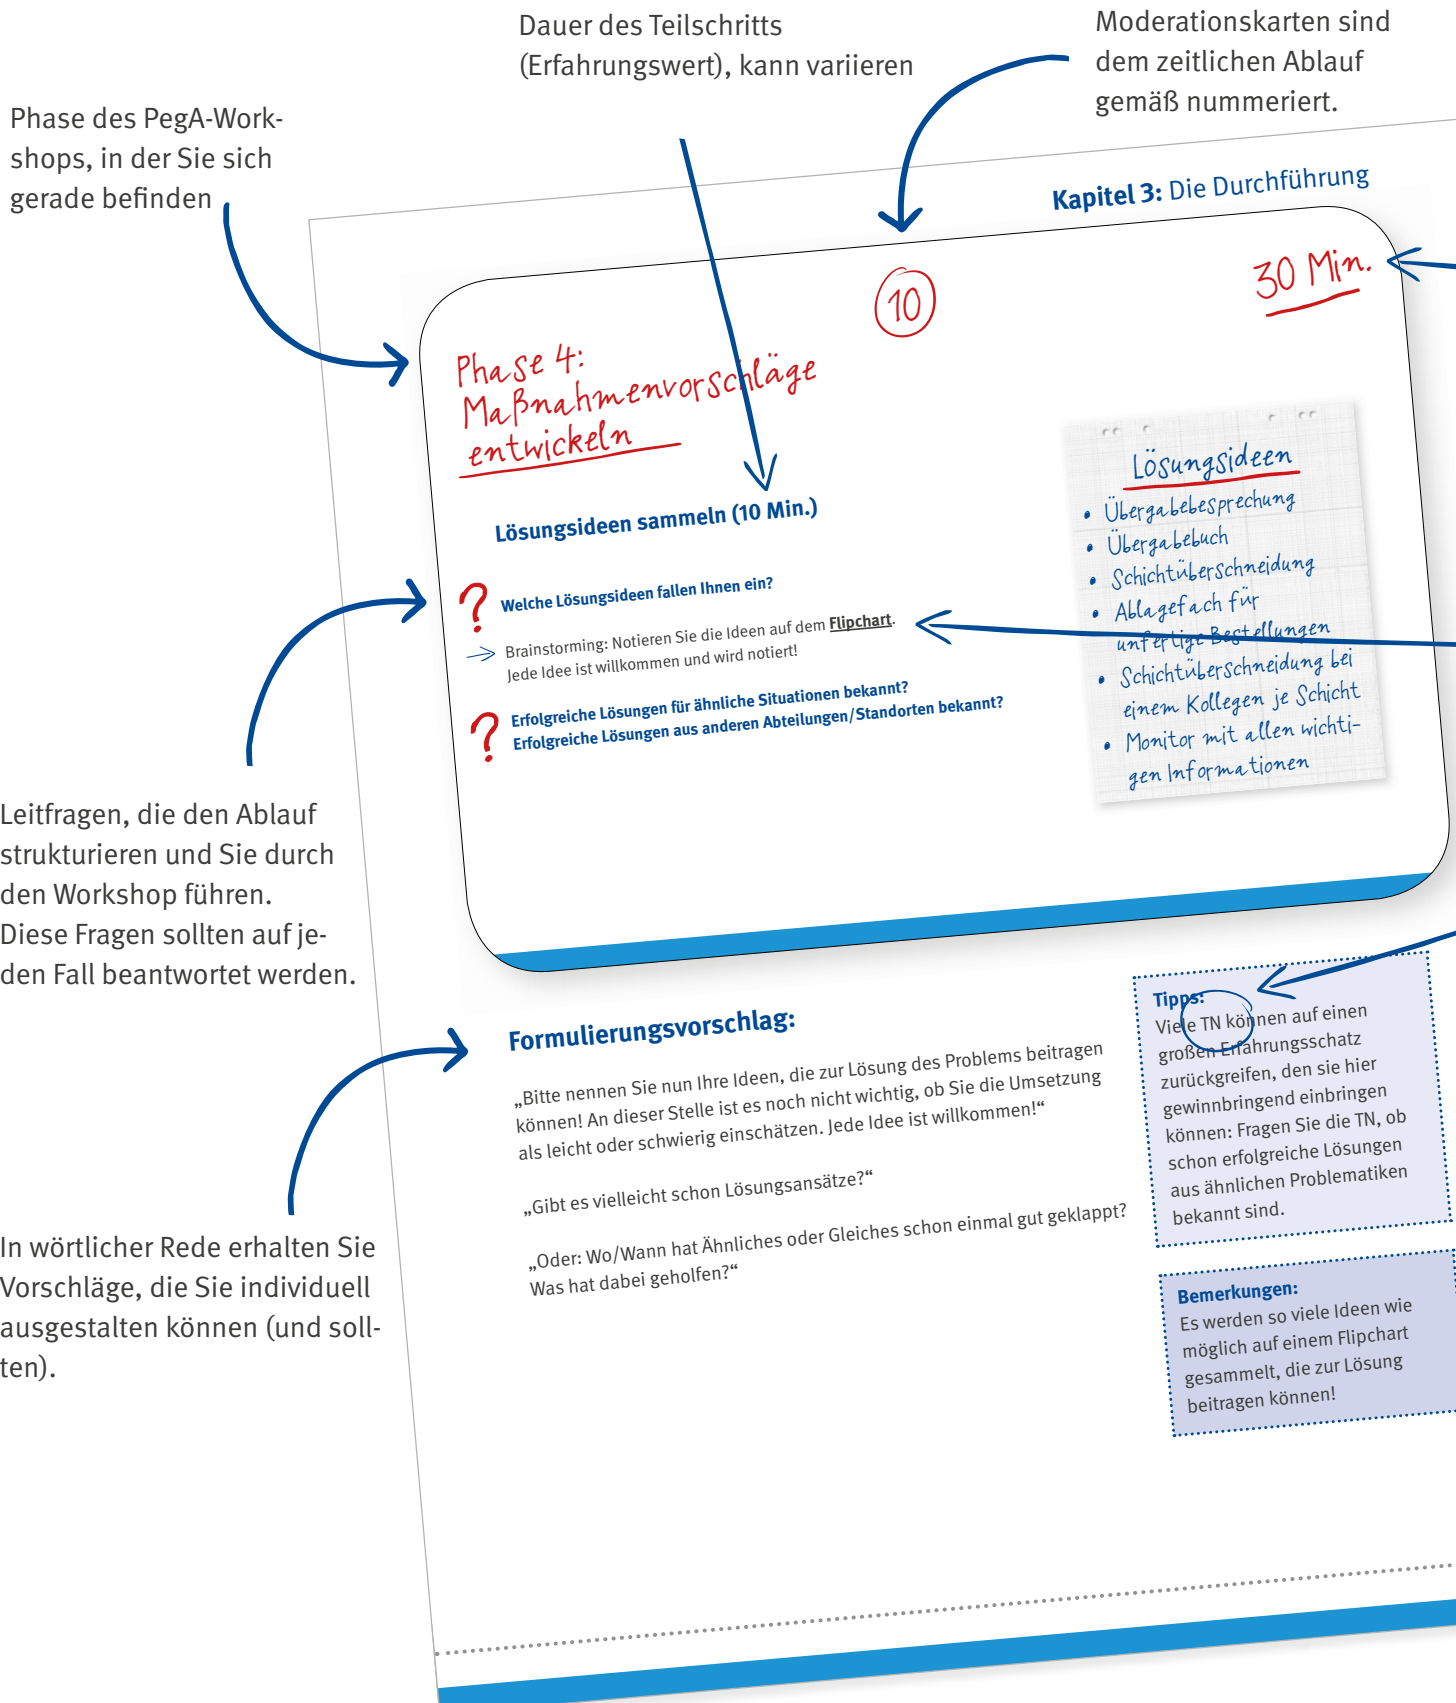 Dauer des Teilschritts
(Erfahrungswert), kann variieren
Moderationskarten sind
dem zeitlichen Ablauf
gemäß nummeriert.
Phase des PegA-Work-
shops, in der Sie sich
gerade befinden
Kapitel 3: Die Durchführung
10
30 Min.
Phase 4:
Maßnahmenvorschläge
entwickeln
Lösungsideen sammeln (10 Min.)
? Welche Lösungsideen fallen Ihnen ein?
Brainstorming: Notieren Sie die Ideen auf dem Flipchart.
Jede Idee ist willkommen und wird notiert!
? Erfolgreiche Lösungen für ähnliche Situationen bekannt?
Erfolgreiche Lösungen aus anderen Abteilungen/Standorten bekannt?
Lösungsideen
• Übergabebesprechung
• Übergabebuch
• Schichtüberschneidung
• Ablagefach für
unfertige Bestellungen
• Schichtüberschneidung bei
einem Kollegen je Schicht
• Monitor mit allen wichti-
gen Informationen
Leitfragen, die den Ablauf
strukturieren und Sie durch
den Workshop führen.
Diese Fragen sollten auf je-
den Fall beantwortet werden.
Formulierungsvorschlag:
„Bitte nennen Sie nun Ihre Ideen, die zur Lösung des Problems beitragen
können! An dieser Stelle ist es noch nicht wichtig, ob Sie die Umsetzung
als leicht oder schwierig einschätzen. Jede Idee ist willkommen!“
„Gibt es vielleicht schon Lösungsansätze?“
„Oder: Wo/Wann hat Ähnliches oder Gleiches schon einmal gut geklappt?
Was hat dabei geholfen?“
Tipps:
Viele TN können auf einen
großen Erfahrungsschatz
zurückgreifen, den sie hier
gewinnbringend einbringen
können: Fragen Sie die TN, ob
schon erfolgreiche Lösungen
aus ähnlichen Problematiken
bekannt sind.
Bemerkungen:
Es werden so viele Ideen wie
möglich auf einem Flipchart
gesammelt, die zur Lösung
beitragen können!
In wörtlicher Rede erhalten Sie
Vorschläge, die Sie individuell
ausgestalten können (und soll-
ten).